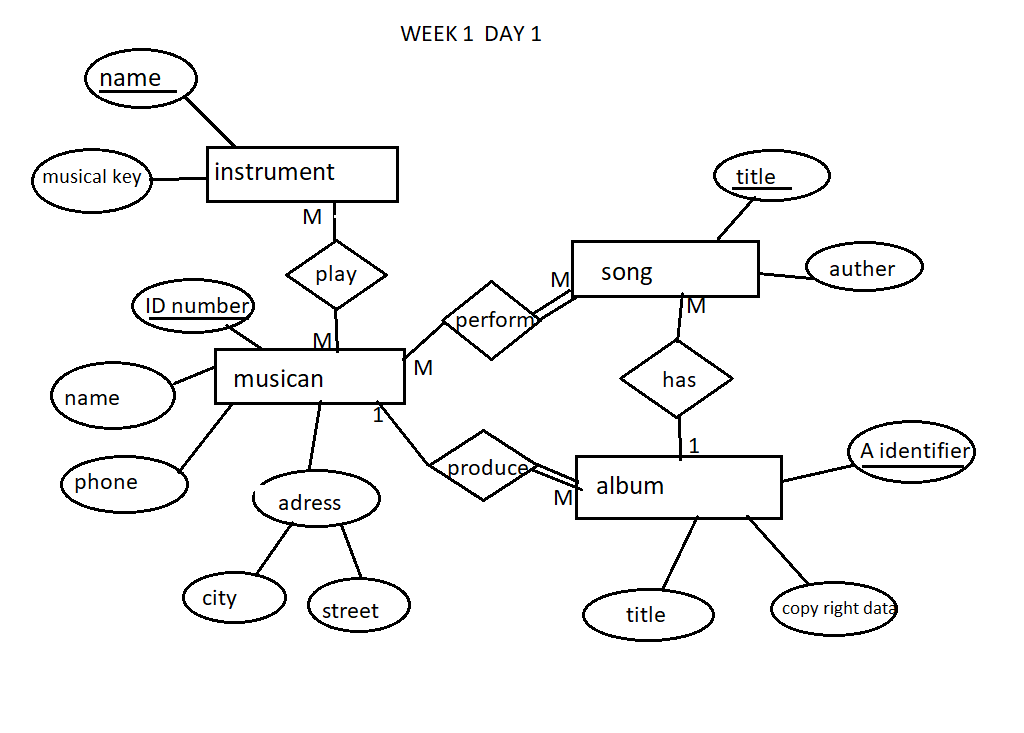 WEEK 1 DAY 1
name
musical key
instrument
M
play
M
title
song
auther
M
M
perform
M
ID number
musican
name
phone
1
adress
city
street
produce
M
has
1
album
A identifier
title
copy right data